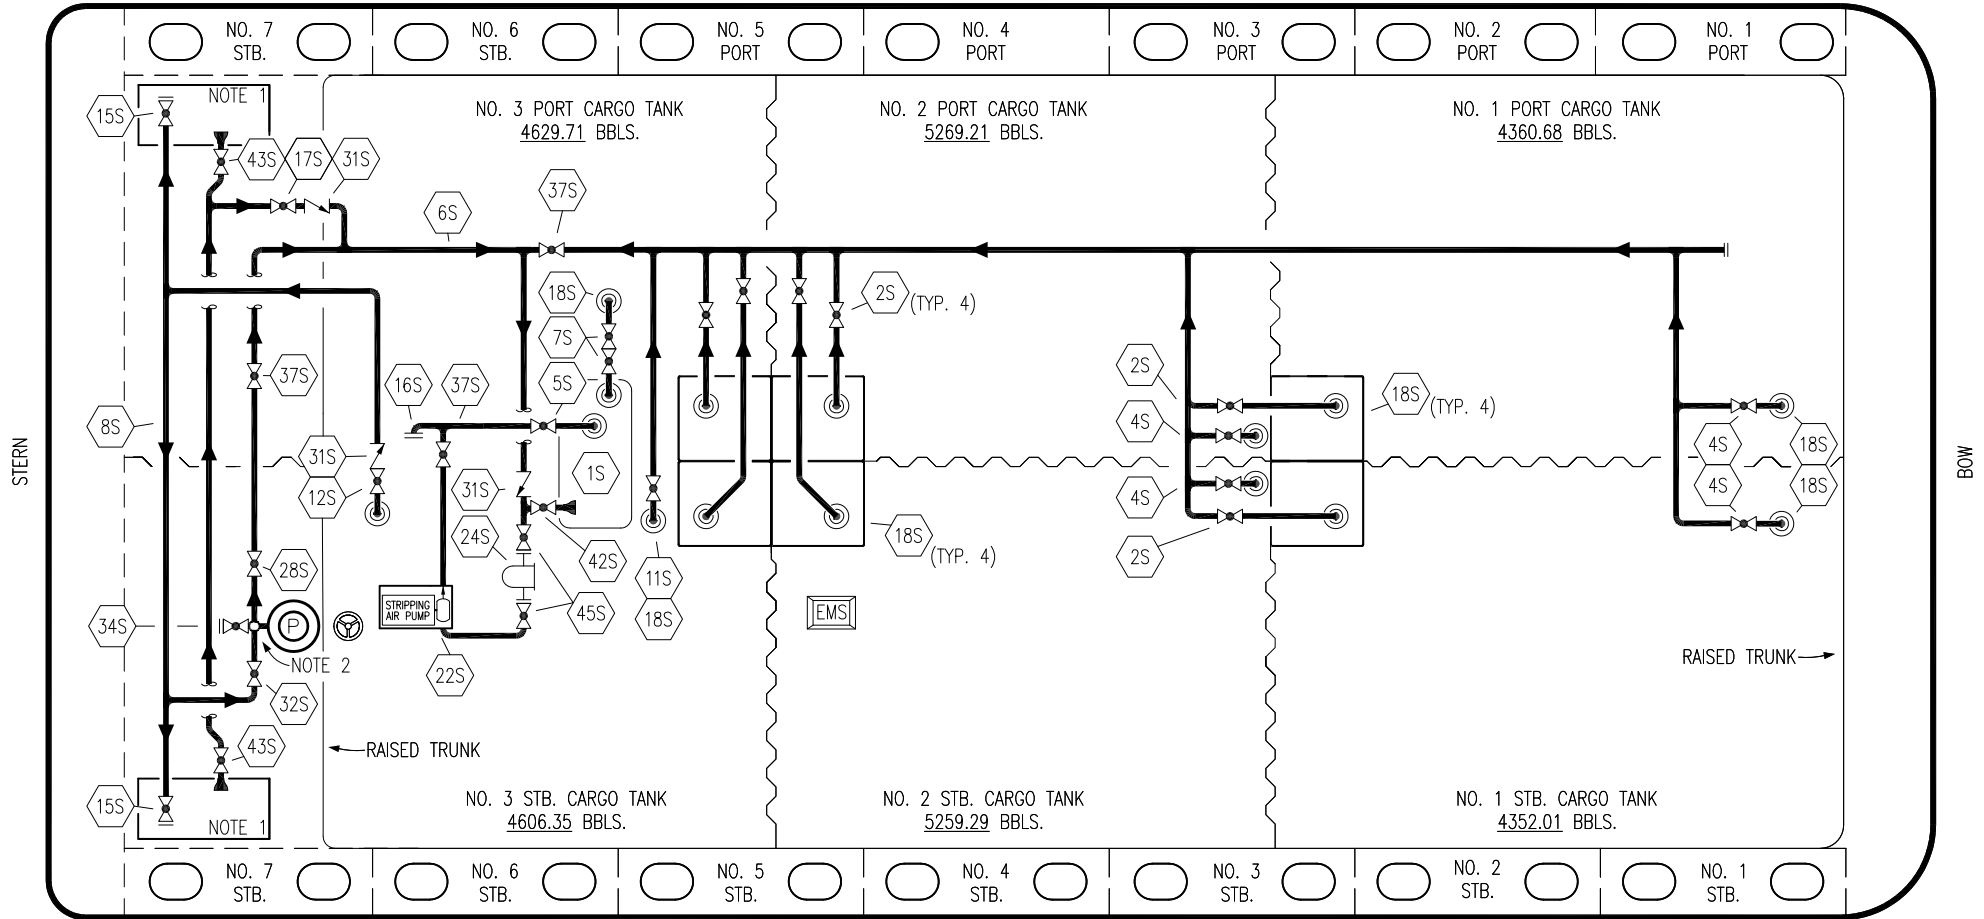 NO. 7
STB.
NO. 6
STB.
NO. 5
PORT
NO. 4
PORT
NO. 3
PORT
NO. 2
PORT
NO. 1
PORT
NOTE 1
15S
NO. 3 PORT CARGO TANK
4629.71 BBLS.
NO. 2 PORT CARGO TANK
5269.21 BBLS.
NO. 1 PORT CARGO TANK
4360.68 BBLS.
43S
17S
31S
37S
6S
18S
2S
(TYP. 4)
7S
37S
16S
37S
5S
2S
18S
(TYP. 4)
8S
4S
4S
18S
STERN
BOW
31S
1S
12S
31S
4S
4S
18S
24S
42S
18S
(TYP. 4)
2S
28S
11S
STRIPPING
AIR PUMP
45S
EMS
34S
P
18S
NOTE 2
22S
RAISED TRUNK
32S
43S
RAISED TRUNK
15S
NOTE 1
NO. 3 STB. CARGO TANK
4606.35 BBLS.
NO. 2 STB. CARGO TANK
5259.29 BBLS.
NO. 1 STB. CARGO TANK
4352.01 BBLS.
NO. 7
STB.
NO. 6
STB.
NO. 5
STB.
NO. 4
STB.
NO. 3
STB.
NO. 2
STB.
NO. 1
STB.